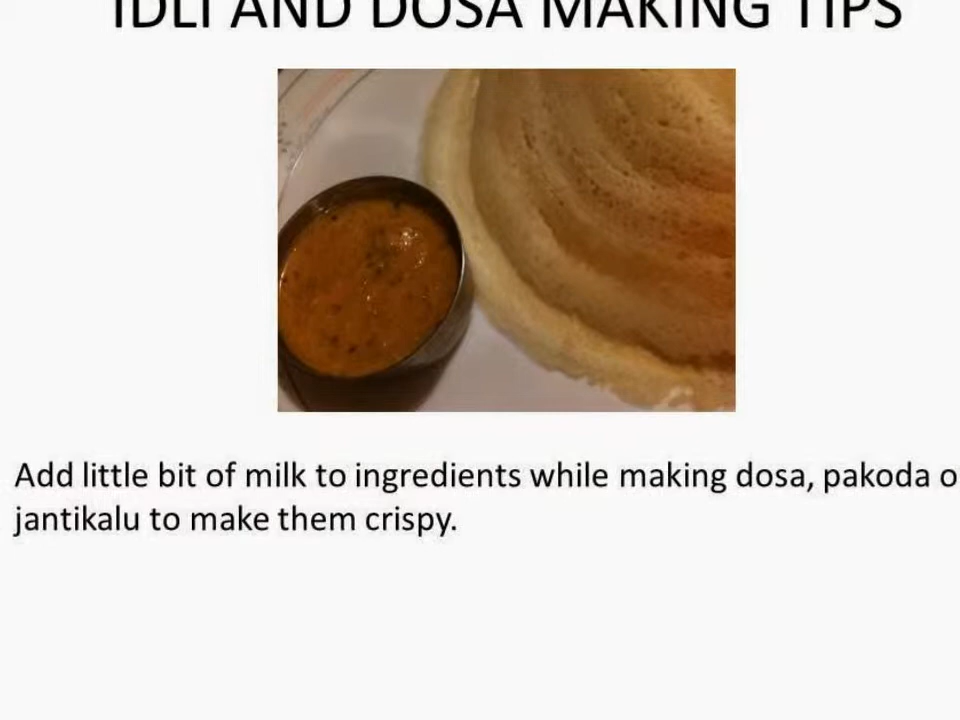 IDLI AND DOSA MAKING TIPS
Add little bit of milk to ingredients while making dosa, pakoda o
jantikalu to make them crispy.